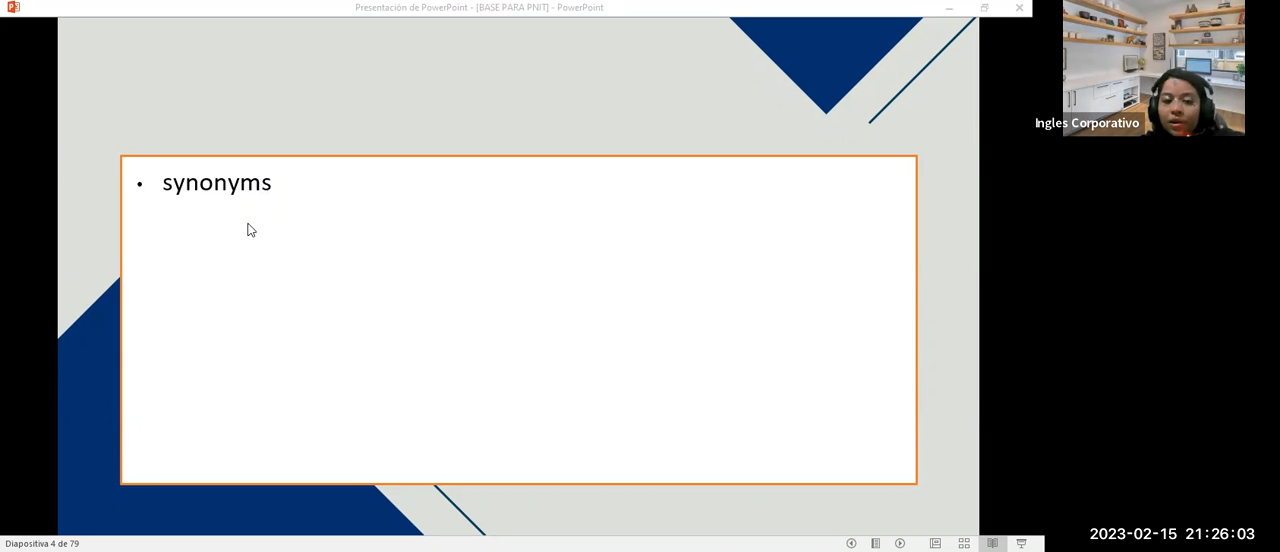 Presentación de PowerPoint - [BASE PARA PNIT] - PowerPoint
Ingles Corporativo
• synonyms
2023-02-15 21:26:03
Diapositiva 4 de 79